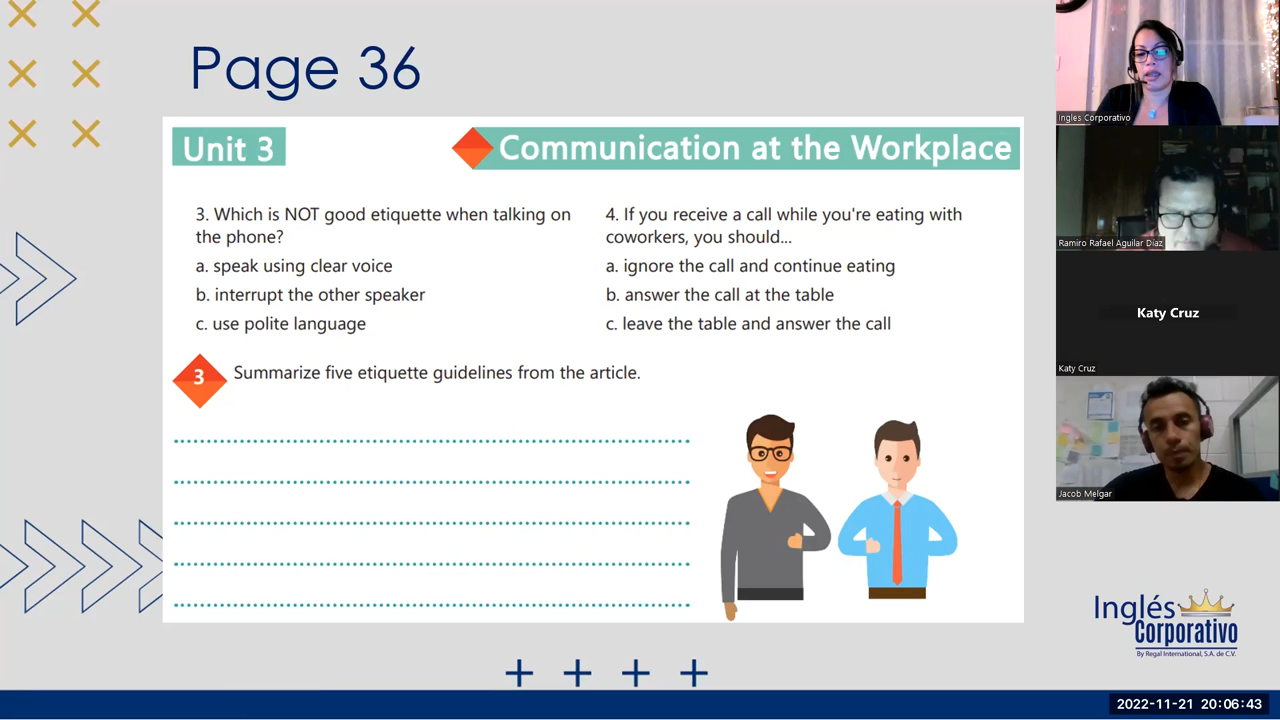 Page 36
Unit 3
Communication at the Workplace
3. Which is NOT good etiquette when talking on
the phone?
a. speak using clear voice
b. interrupt the other speaker
c. use polite language
4. If you receive a call while you're eating with
coworkers, you should...
a. ignore the call and continue eating
b. answer the call at the table
c. leave the table and answer the call
3
Summarize five etiquette guidelines from the article.
Ingles Corporativo
Ramiro Rafael Aguilar Diaz
Katy Cruz
Katy Cruz
Jacob Melgar
Inglés
Corporativo
By Regal International, S.A. de C.V.
2022-11-21 20:06:43